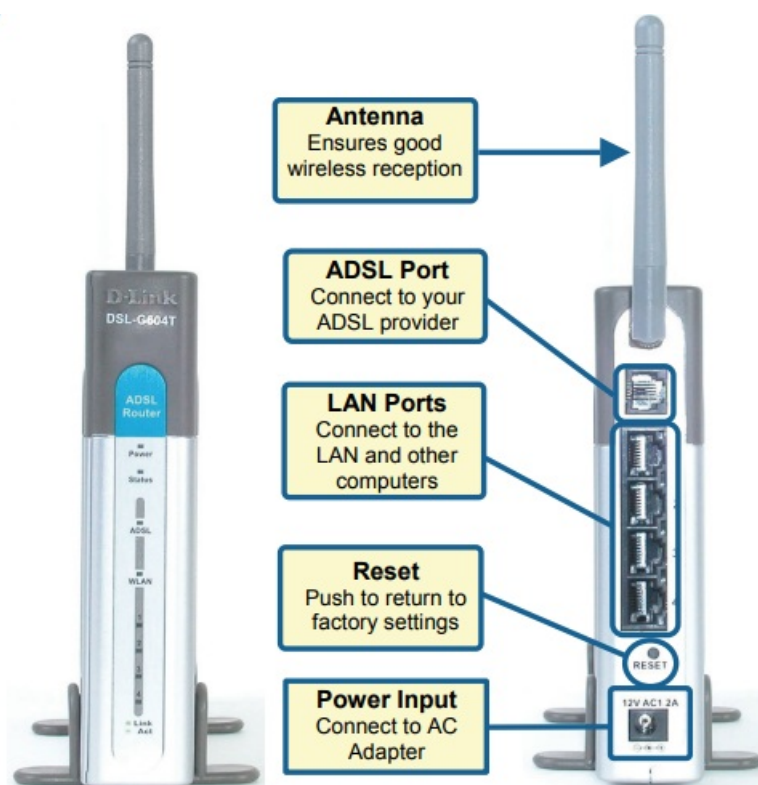 Antenna
Ensures good
wireless reception
ADSL Port
Connect to your
ADSL provider
LAN Ports
Connect to the
LAN and other
computers
Reset
Push to return to
factory settings
Power Input
Connect to AC
Adapter
D-Link
DSL-G604T
ADSL
Router
Power
Status
ADSL
WLAN
1
2
3
4
Link
Act
RESET
12V AC1.2A